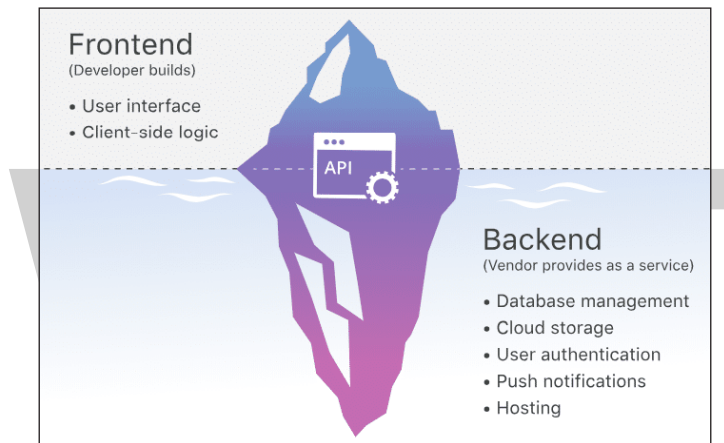 Frontend
(Developer builds)
• User interface
• Client-side logic
API
Backend
(Vendor provides as a service)
• Database management
• Cloud storage
• User authentication
• Push notifications
• Hosting